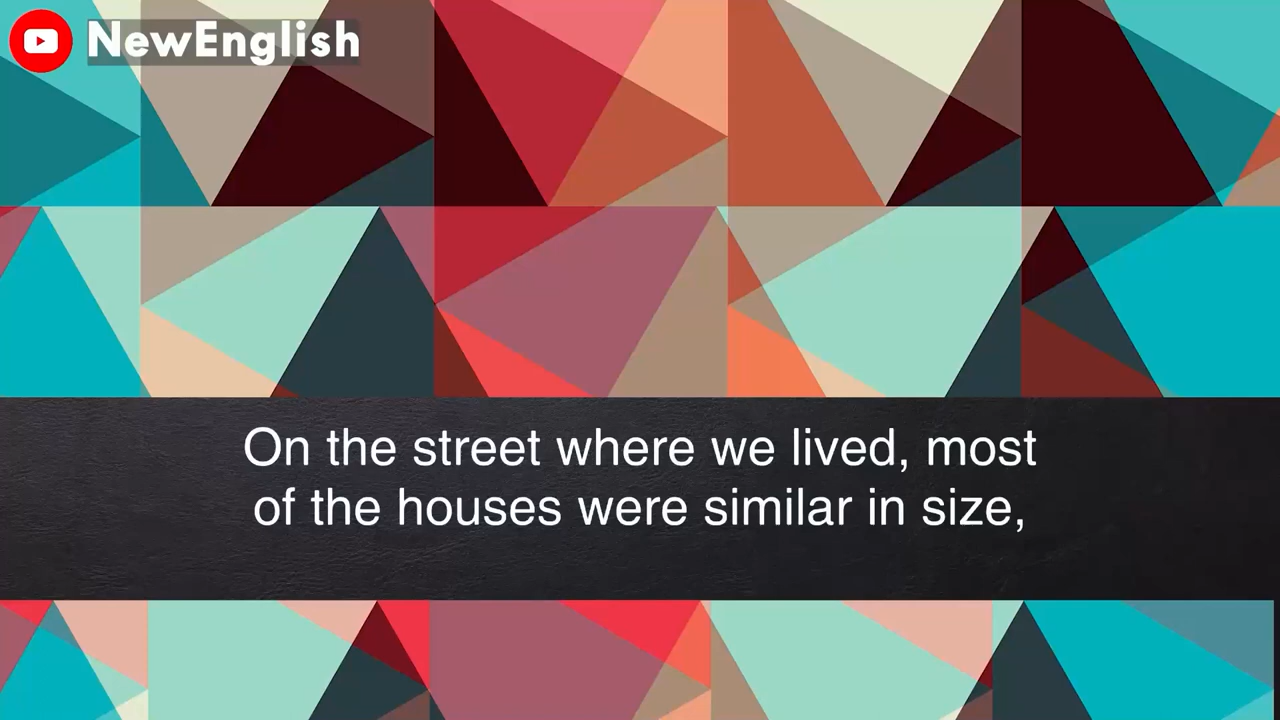 NewEnglish
On the street where we lived, most
of the houses were similar in size,